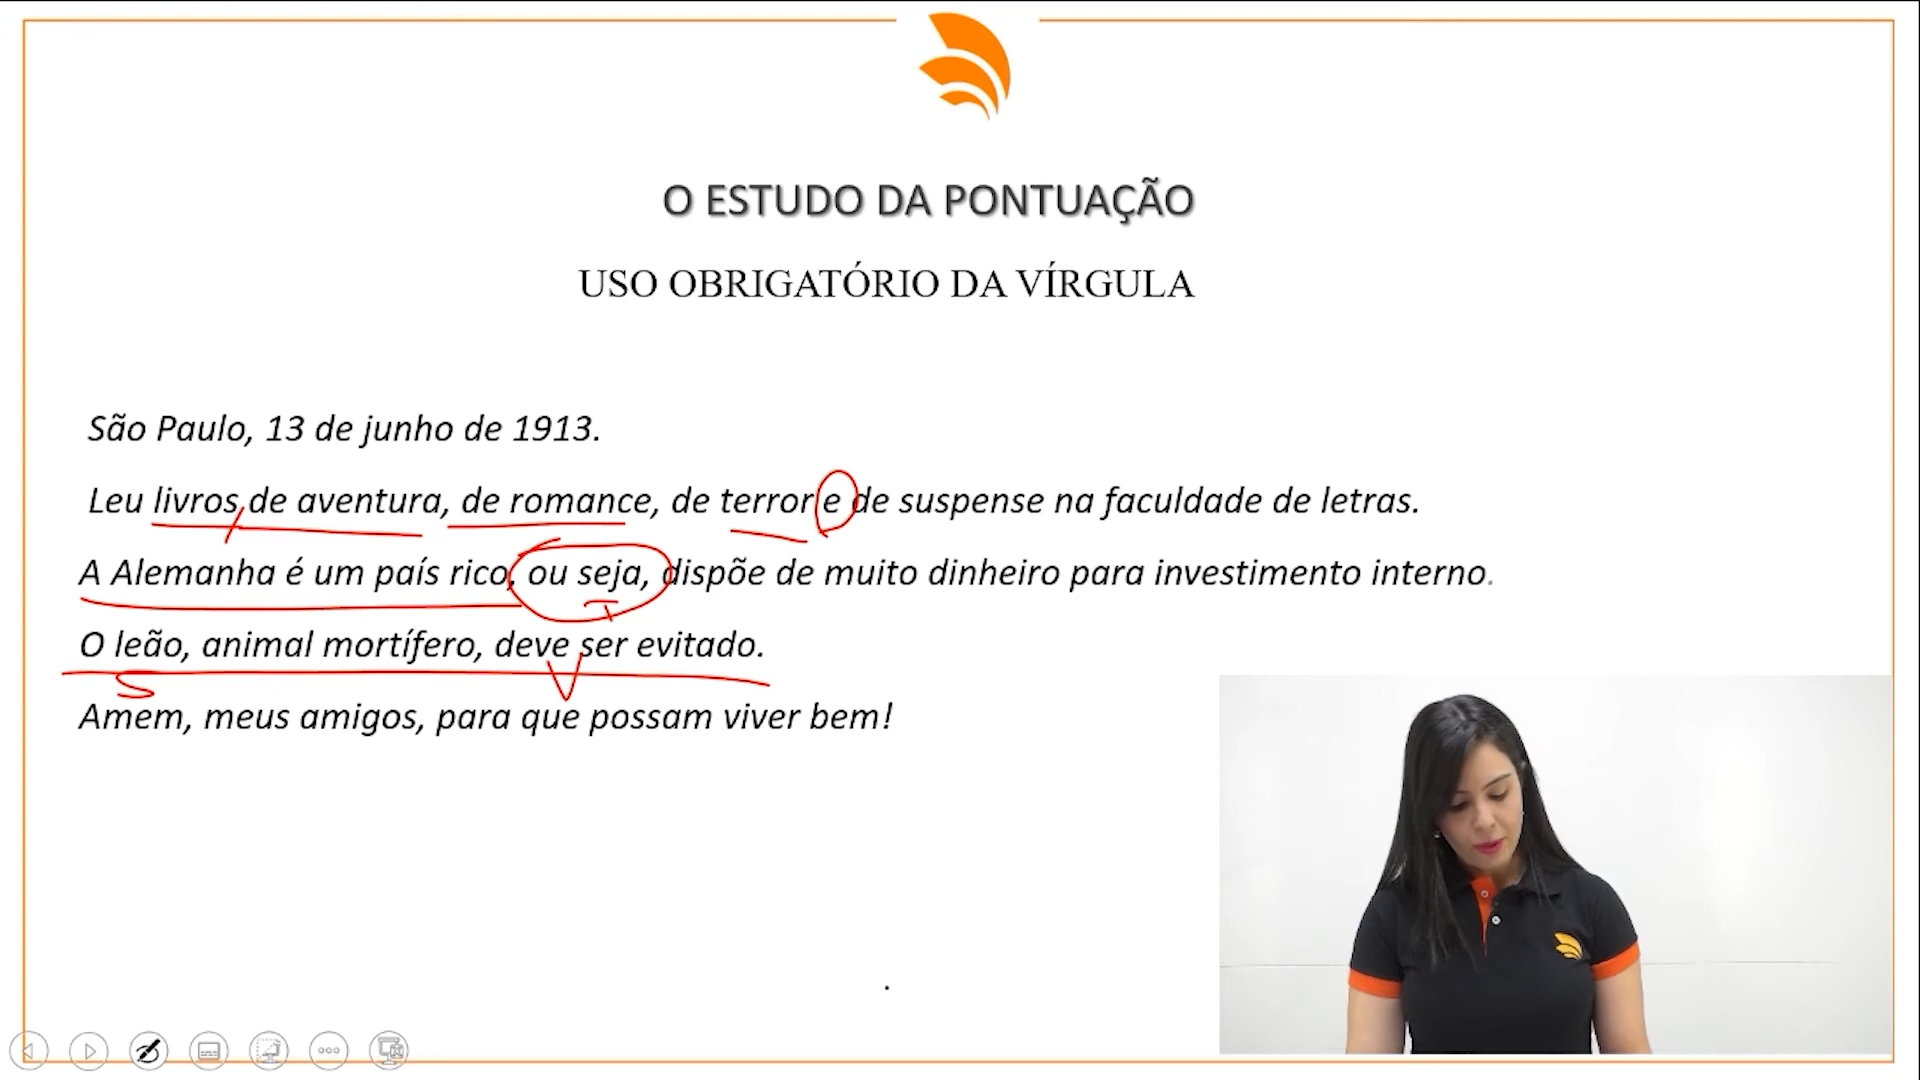 O ESTUDO DA PONTUAÇÃO
USO OBRIGATÓRIO DA VÍRGULA
São Paulo, 13 de junho de 1913.
Leu livros de aventura, de romance, de terror e de suspense na faculdade de letras.
A Alemanha é um país rico, ou seja, dispõe de muito dinheiro para investimento interno.
O leão, animal mortífero, deve ser evitado.
S V
Amem, meus amigos, para que possam viver bem!
.